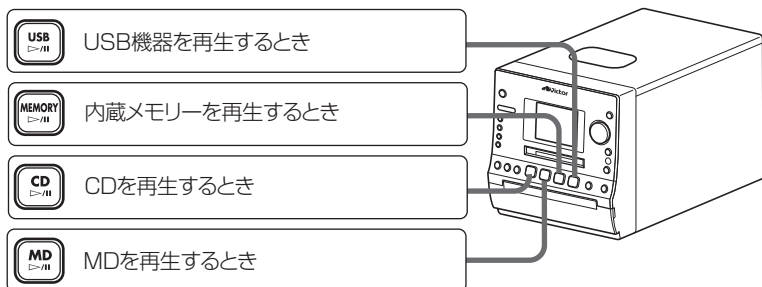 USB
▷/II
USB機器を再生するとき
MEMORY
▷/II
内蔵メモリーを再生するとき
CD
▷/II
CDを再生するとき
MD
▷/II
MDを再生するとき
Victor